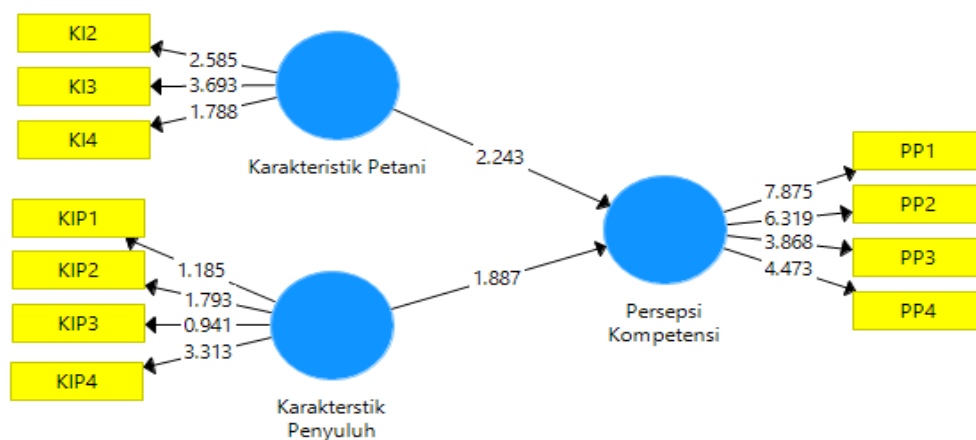 KI2
2.585
KI3
3.693
KI4
1.788
Karakteristik Petani
2.243
KIP1
1.185
KIP2
1.793
KIP3
0.941
KIP4
3.313
Karakterstik
Penyuluh
1.887
Persepsi
Kompetensi
PP1
7.875
PP2
6.319
PP3
3.868
PP4
4.473